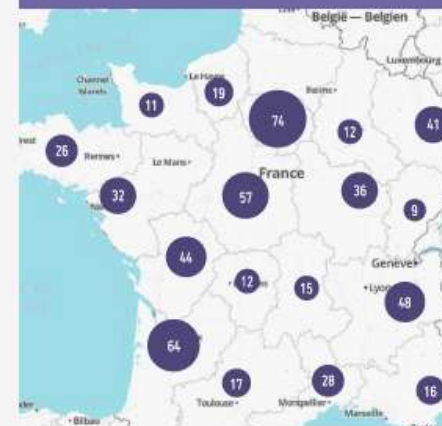 België — Belgien
Luxembourg
Channel
Islands
Le Havre
19
11
74
Reims
12
41
26
Rennes
Le Mans
France
32
57
36
9
44
Genève
12
15
Lyon
48
64
17
28
16
Toulouse
Montpellier
Marseille
Bilbao